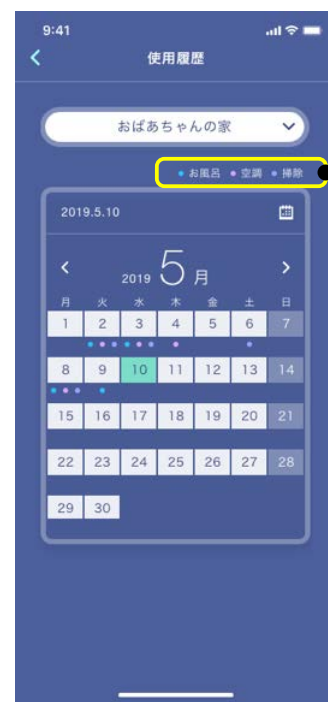 9:41
使用履歴
おばあちゃんの家
お風呂 空調 掃除
2019.5.10
2019 5 月
月 火 水 木 金 土 日
1 2 3 4 5 6 7
8 9 10 11 12 13 14
15 16 17 18 19 20 21
22 23 24 25 26 27 28
29 30